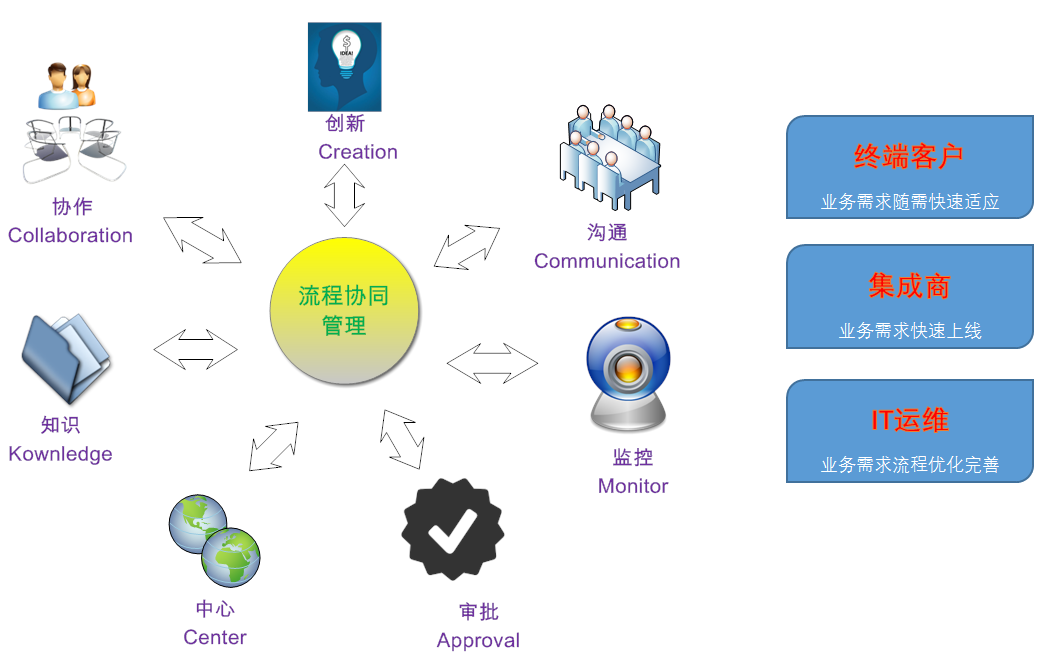 IDEA!
创新
Creation
协作
Collaboration
沟通
Communication
流程协同
管理
知识
Kownledge
监控
Monitor
中心
Center
审批
Approval
终端客户
业务需求随需快速适应
集成商
业务需求快速上线
IT运维
业务需求流程优化完善